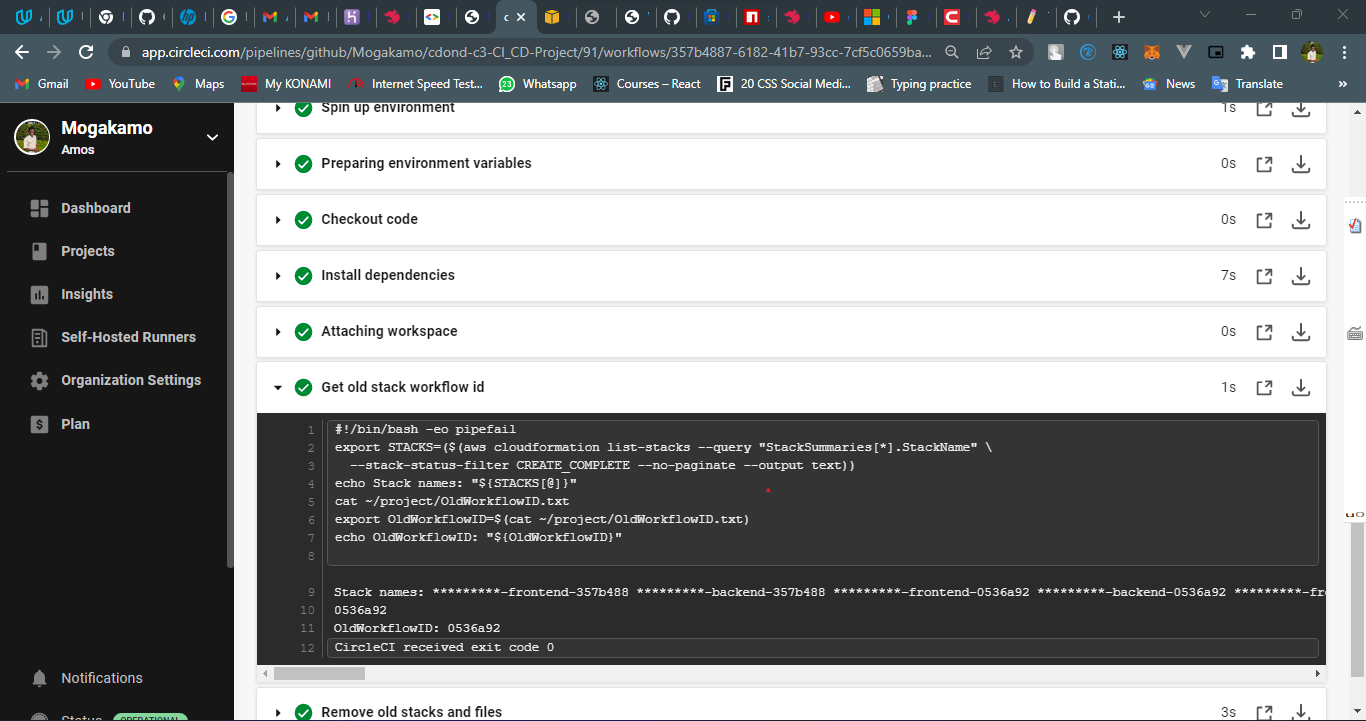 app.circleci.com/pipelines/github/Mogakamo/cdond-c3-CI_CD-Project/91/workflows/357b4887-6182-41b7-93cc-7cf5c0659ba...
Gmail YouTube Maps My KONAMI Internet Speed Test... 23 Whatsapp Courses – React 20 CSS Social Medi... Typing practice How to Build a Stati... News Translate »
Mogakamo
Amos
Dashboard
Projects
Insights
Self-Hosted Runners
Organization Settings
Plan
Notifications
Status OPERATIONAL
Spin up environment 1s
Preparing environment variables 0s
Checkout code 0s
Install dependencies 7s
Attaching workspace 0s
Get old stack workflow id 1s
1 #!/bin/bash -eo pipefail
2 export STACKS=($(aws cloudformation list-stacks --query "StackSummaries[*].StackName" \
3 --stack-status-filter CREATE_COMPLETE --no-paginate --output text))
4 echo Stack names: "${STACKS[@]}"
5 cat ~/project/OldWorkflowID.txt
6 export OldWorkflowID=$(cat ~/project/OldWorkflowID.txt)
7 echo OldWorkflowID: "${OldWorkflowID}"
8
9 Stack names: *********-frontend-357b488 *********-backend-357b488 *********-frontend-0536a92 *********-backend-0536a92 *********-fr
10 0536a92
11 OldWorkflowID: 0536a92
12 CircleCI received exit code 0
Remove old stacks and files 3s